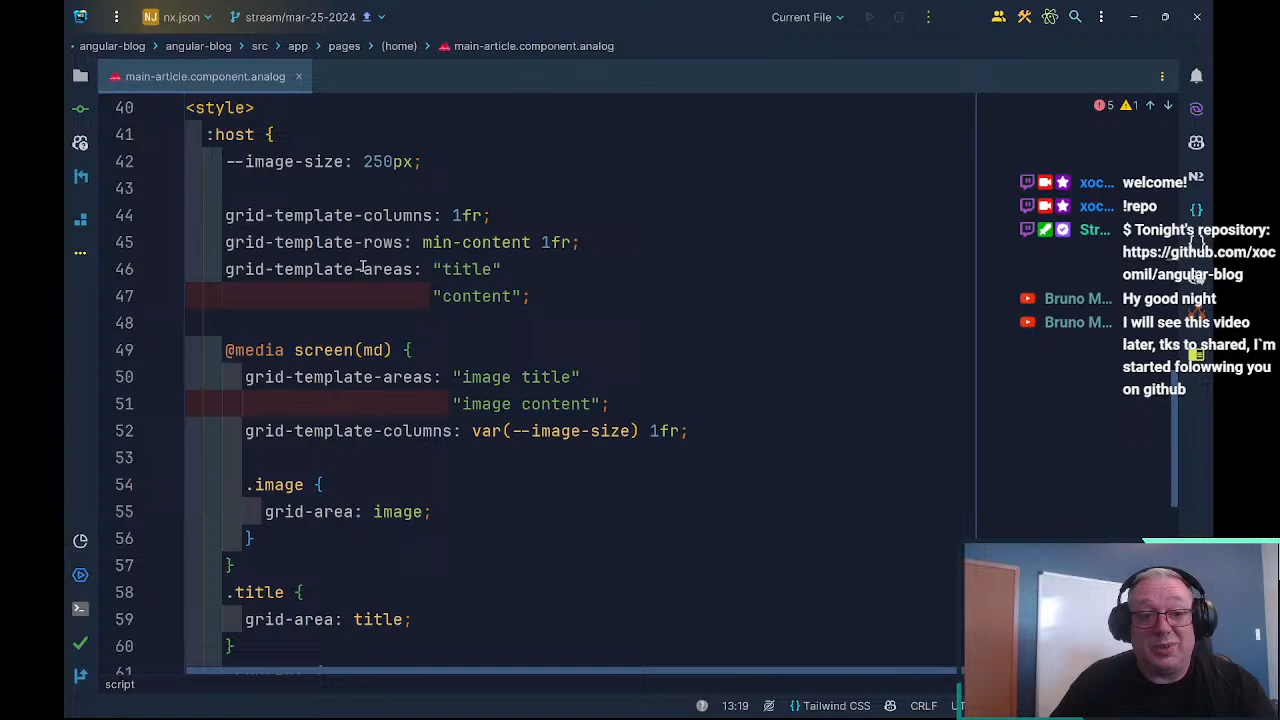 NJ nx.json stream/mar-25-2024 Current File
angular-blog > angular-blog > src > app > pages > (home) > main-article.component.analog
main-article.component.analog
5 1
40 <style>
41 :host {
42 --image-size: 250px;
43
44 grid-template-columns: 1fr;
45 grid-template-rows: min-content 1fr;
46 grid-template-areas: "title"
47 "content";
48
49 @media screen(md) {
50 grid-template-areas: "image title"
51 "image content";
52 grid-template-columns: var(--image-size) 1fr;
53
54 .image {
55 grid-area: image;
56 }
57 }
58 .title {
59 grid-area: title;
60 }
xoc... welcome!
xoc... !repo
Str... $ Tonight's repository:
https://github.com/xoc
omil/angular-blog
Bruno M... Hy good night
Bruno M... I will see this video
later, tks to shared, I`m
started folowwing you
on github
script
13:19 {} Tailwind CSS CRLF